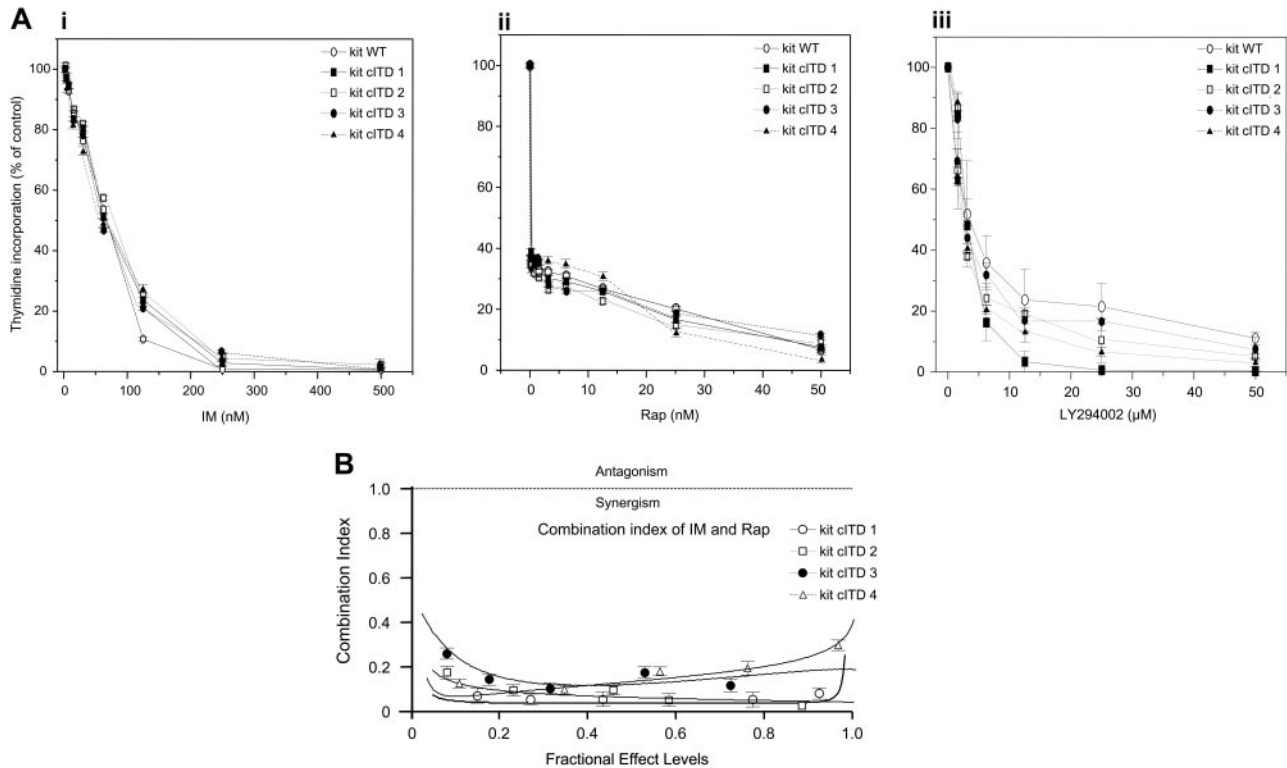 A
i
kit WT
kit cITD 1
kit cITD 2
kit cITD 3
kit cITD 4
Thymidine incorporation (% of control)
100
80
60
40
20
0
0 100 200 300 400 500
IM (nM)
ii
kit WT
kit cITD 1
kit cITD 2
kit cITD 3
kit cITD 4
100
80
60
40
20
0
0 10 20 30 40 50
Rap (nM)
iii
kit WT
kit cITD 1
kit cITD 2
kit cITD 3
kit cITD 4
100
80
60
40
20
0
0 10 20 30 40 50
LY294002 (µM)
B
Antagonism
Synergism
Combination index of IM and Rap
kit cITD 1
kit cITD 2
kit cITD 3
kit cITD 4
Combination Index
1.0
0.8
0.6
0.4
0.2
0
0 0.2 0.4 0.6 0.8 1.0
Fractional Effect Levels